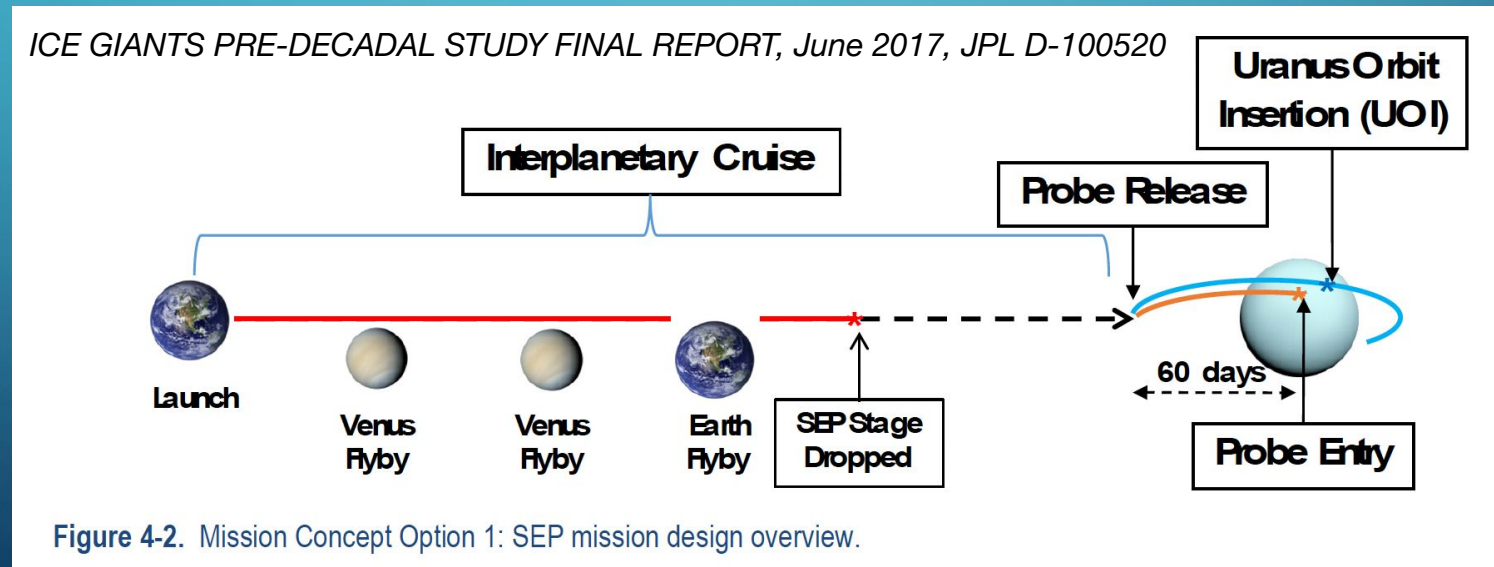 ICE GIANTS PRE-DECADAL STUDY FINAL REPORT, June 2017, JPL D-100520
Uranus Orbit
Insertion (UOI)
Interplanetary Cruise
Probe Release
Launch
Venus
Flyby
Venus
Flyby
Earth
Flyby
SEP Stage
Dropped
60 days
Probe Entry
Figure 4-2. Mission Concept Option 1: SEP mission design overview.